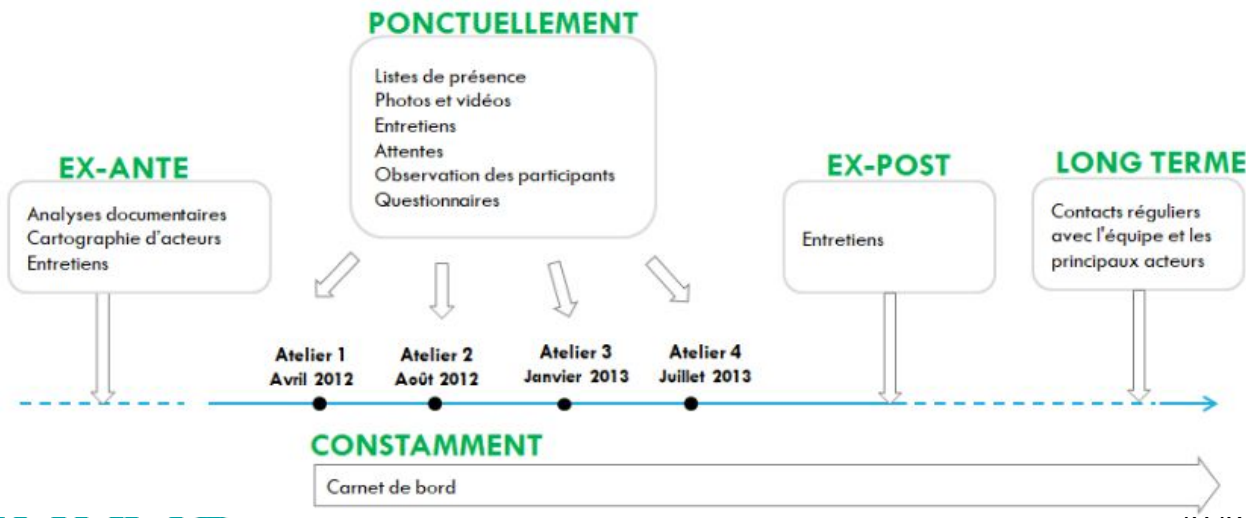 PONCTUELLEMENT
Listes de présence
Photos et vidéos
Entretiens
Attentes
Observation des participants
Questionnaires
EX-ANTE
Analyses documentaires
Cartographie d'acteurs
Entretiens
EX-POST
Entretiens
LONG TERME
Contacts réguliers
avec l'équipe et les
principaux acteurs
Atelier 1
Avril 2012
Atelier 2
Août 2012
Atelier 3
Janvier 2013
Atelier 4
Juillet 2013
CONSTAMMENT
Carnet de bord